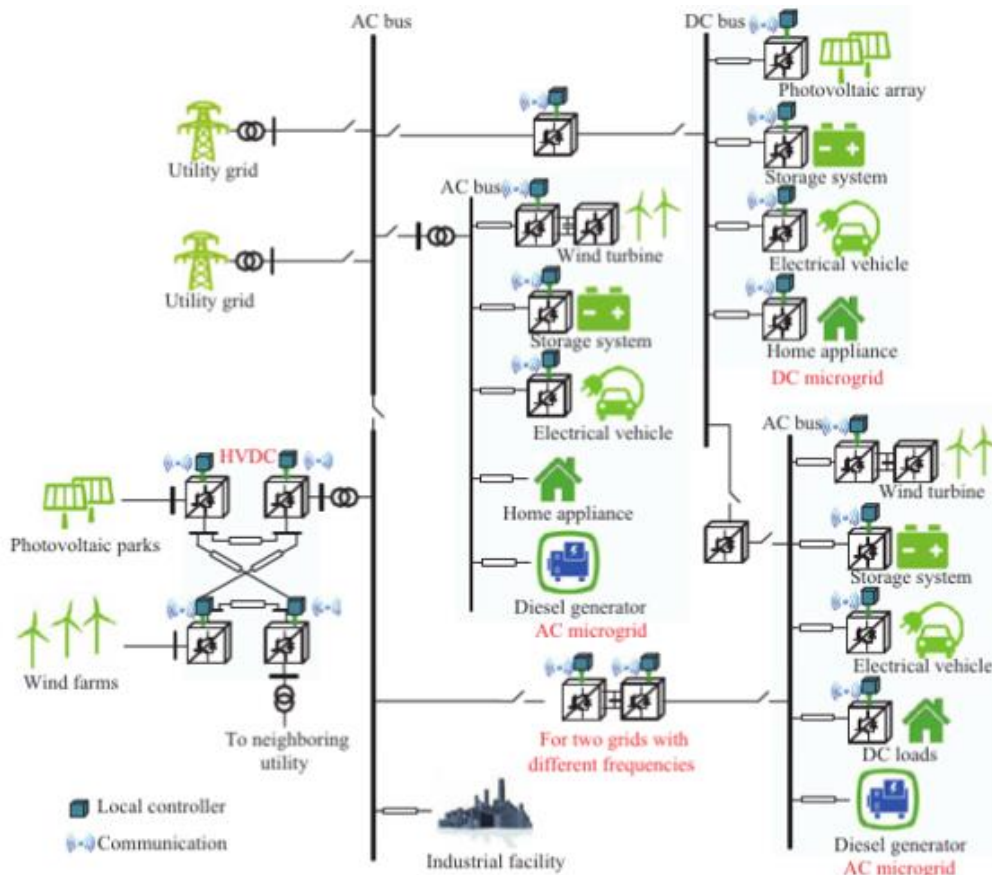 AC bus
DC bus
Photovoltaic array
Utility grid
Storage system
AC bus
Wind turbine
Electrical vehicle
Utility grid
Storage system
Home appliance
DC microgrid
Electrical vehicle
AC bus
HVDC
Wind turbine
Photovoltaic parks
Home appliance
Storage system
Diesel generator
AC microgrid
Electrical vehicle
Wind farms
To neighboring
utility
For two grids with
different frequencies
DC loads
Local controller
Communication
Industrial facility
Diesel generator
AC microgrid